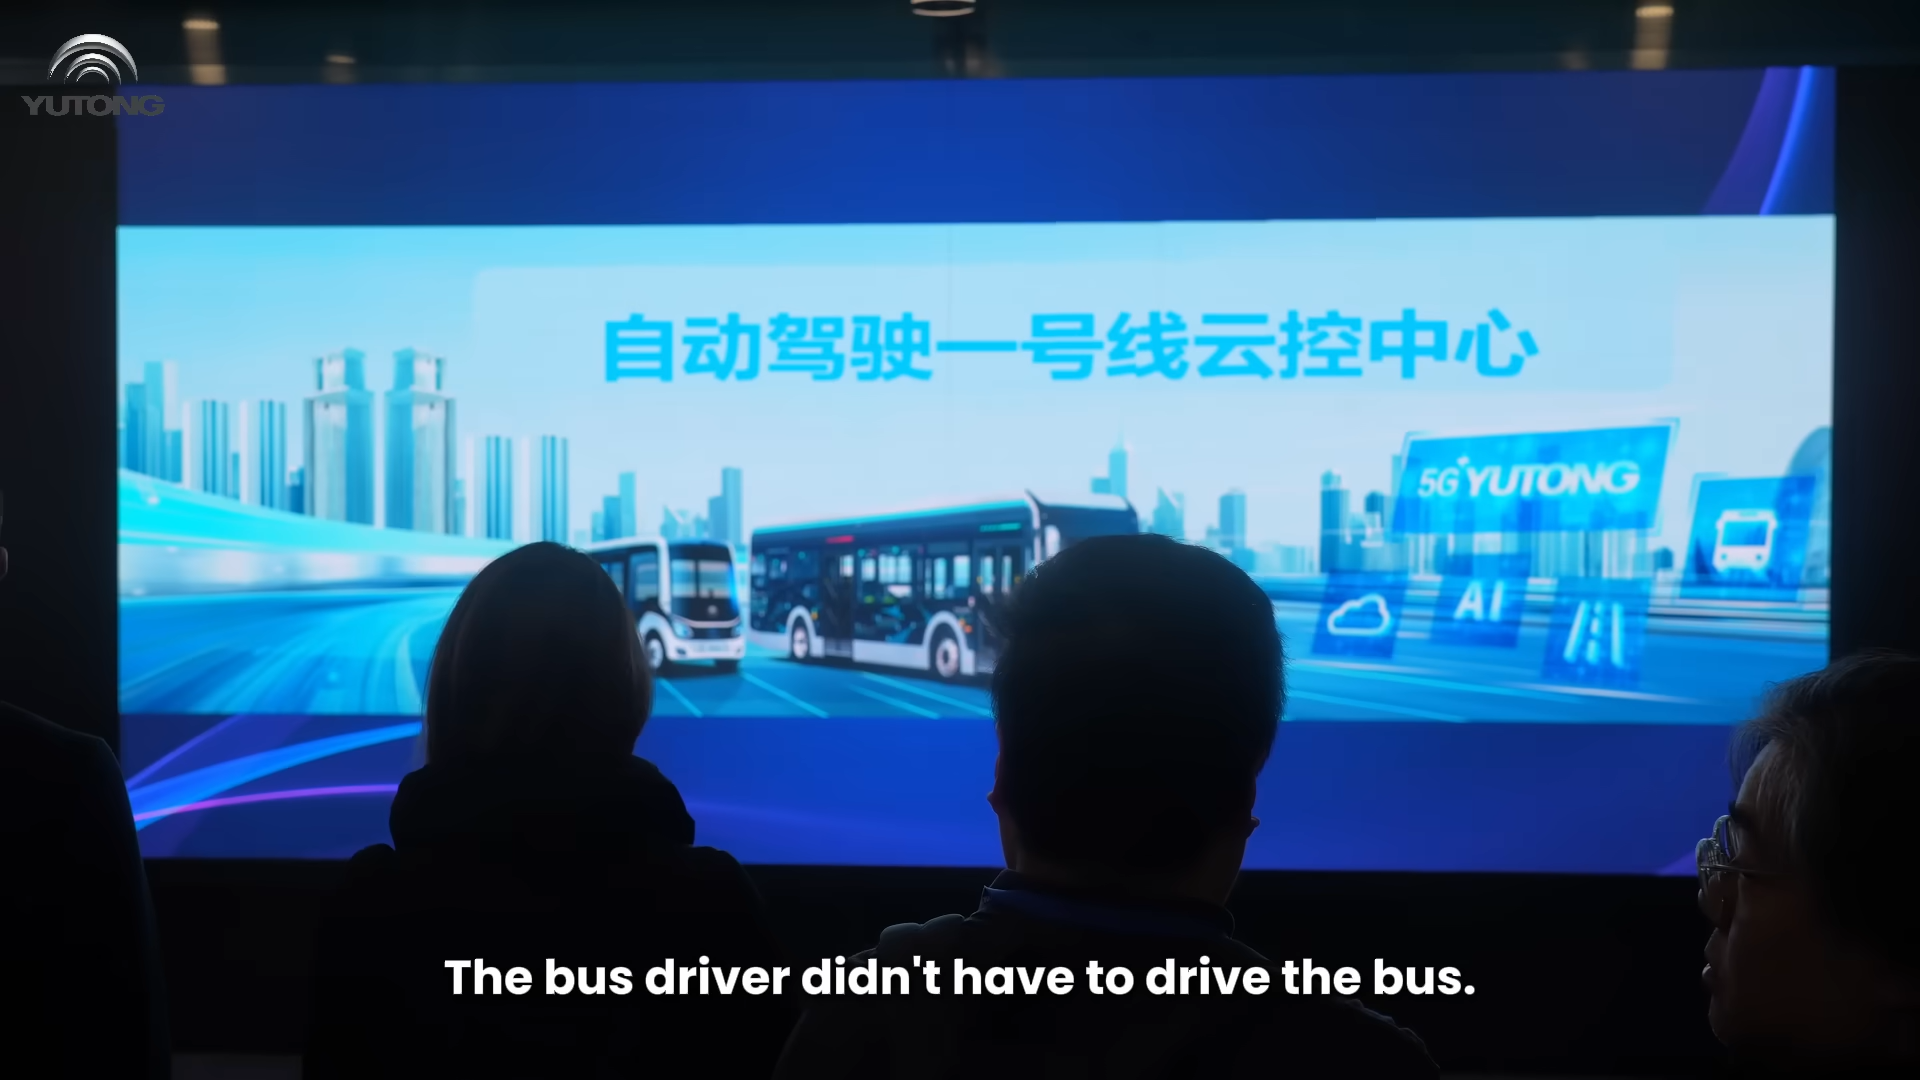 YUTONG
自动驾驶一号线云控中心
5G+YUTONG
AI
The bus driver didn't have to drive the bus.